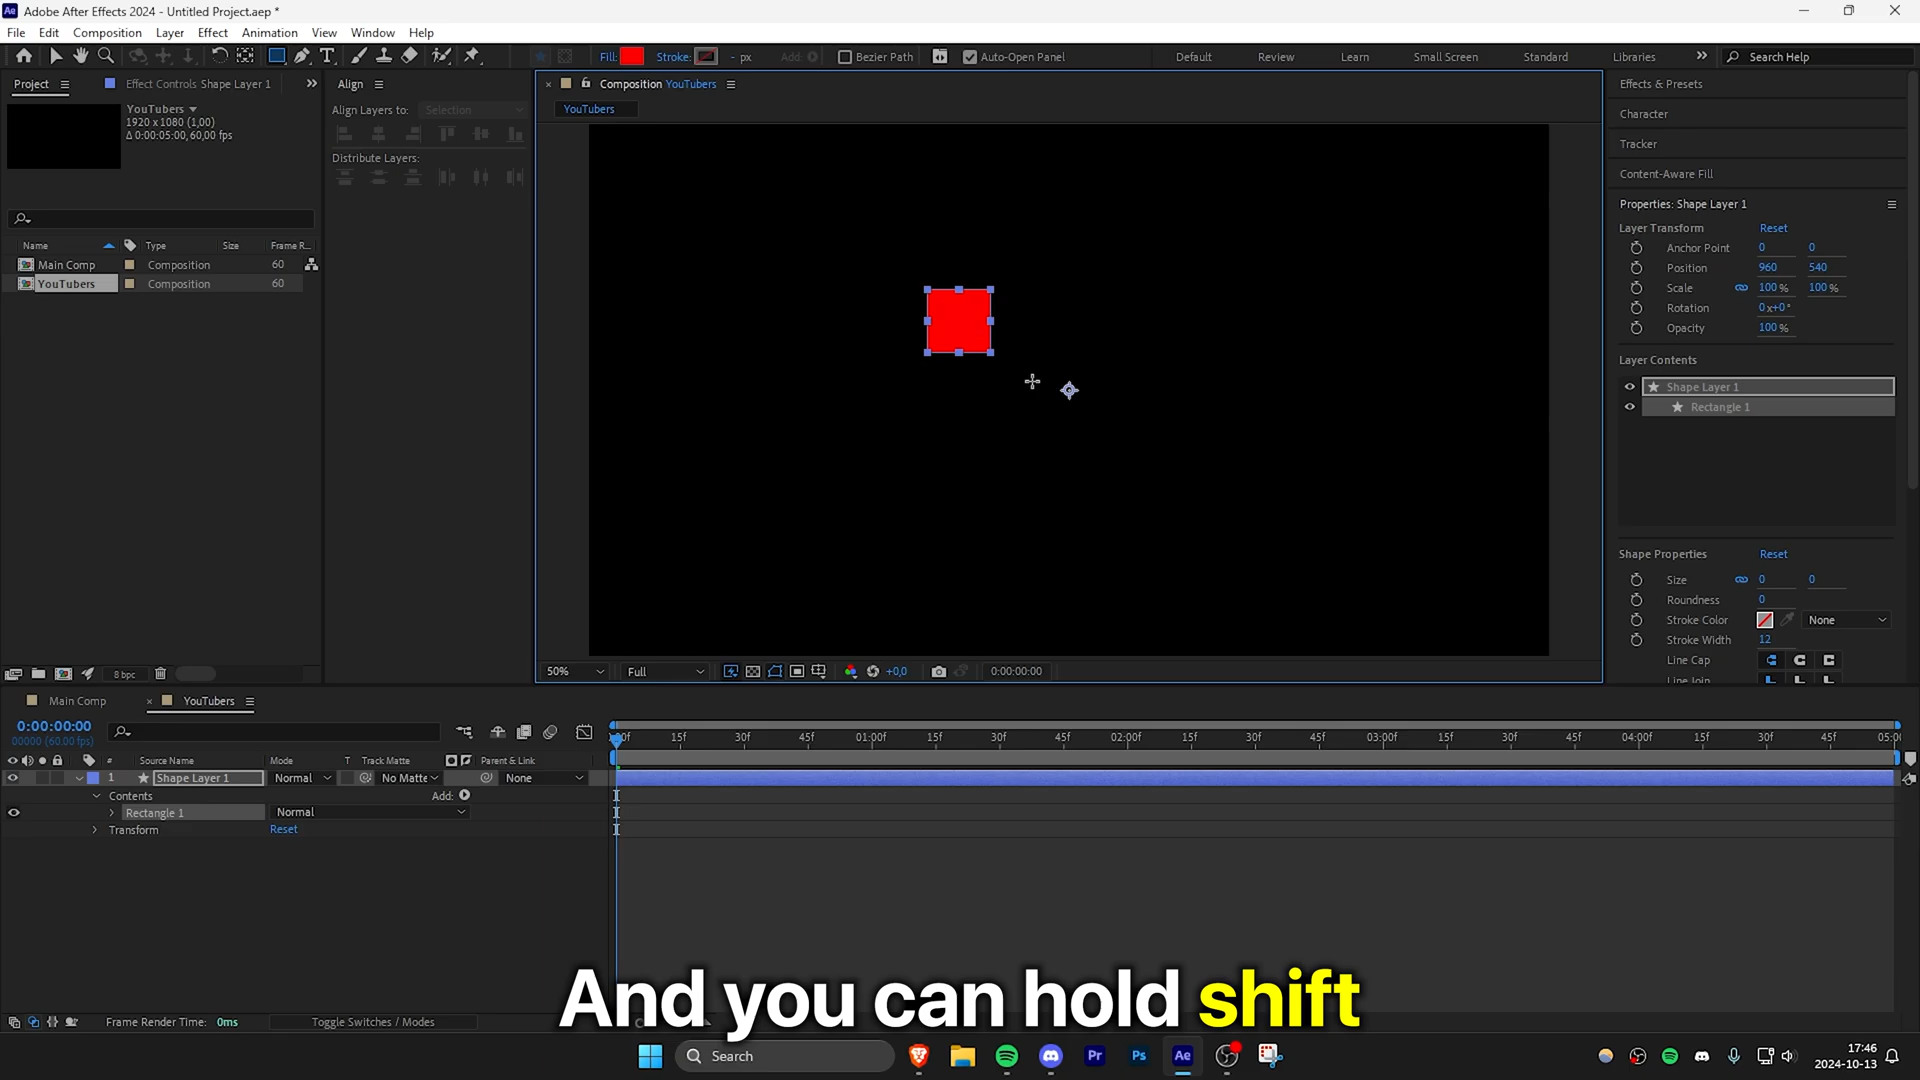 Adobe After Effects 2024 - Untitled Project.aep *
File Edit Composition Layer Effect Animation View Window Help
Fill: Stroke: - px Add: Bezier Path Auto-Open Panel Default Review Learn Small Screen Standard Libraries Search Help
Project Effect Controls Shape Layer 1
YouTubers
1920 x 1080 (1,00)
Δ 0:00:05:00, 60,00 fps
Name Type Size Frame R...
Main Comp Composition 60
YouTubers Composition 60
8 bpc
Align
Align Layers to: Selection
Distribute Layers:
Composition YouTubers
YouTubers
50% Full +0,0 0:00:00:00
Effects & Presets
Character
Tracker
Content-Aware Fill
Properties: Shape Layer 1
Layer Transform Reset
Anchor Point 0 0
Position 960 540
Scale 100 % 100 %
Rotation 0x+0°
Opacity 100 %
Layer Contents
Shape Layer 1
Rectangle 1
Shape Properties Reset
Size 0 0
Roundness 0
Stroke Color None
Stroke Width 12
Line Cap
Line Join
Main Comp YouTubers
0:00:00:00
00000 (60.00 fps)
15f 30f 45f 01:00f 15f 30f 45f 02:00f 15f 30f 45f 03:00f 15f 30f 45f 04:00f 15f 30f 45f 05:00
# Source Name Mode T Track Matte Parent & Link
1 Shape Layer 1 Normal No Matte None
Contents Add:
Rectangle 1 Normal
Transform Reset
And you can hold shift
Frame Render Time: 0ms Toggle Switches / Modes
Search Pr Ps Ae
17:46
2024-10-13